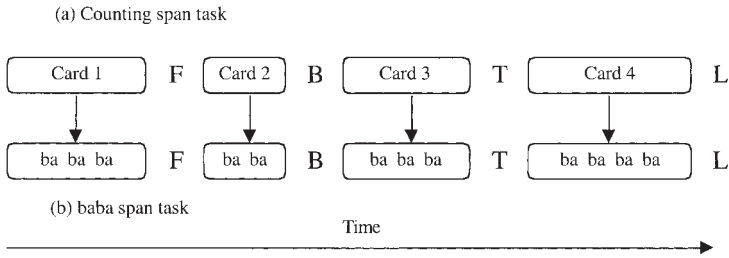 (a) Counting span task
Card 1 F Card 2 B Card 3 T Card 4 L
ba ba ba F ba ba B ba ba ba T ba ba ba ba L
(b) baba span task
Time